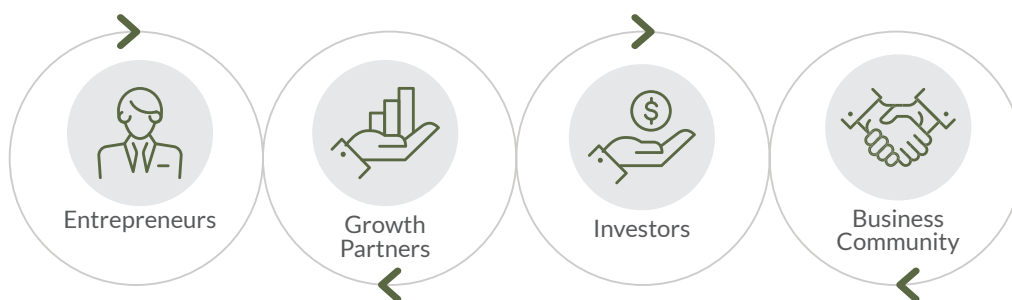 Entrepreneurs
Growth
Partners
$
Investors
Business
Community